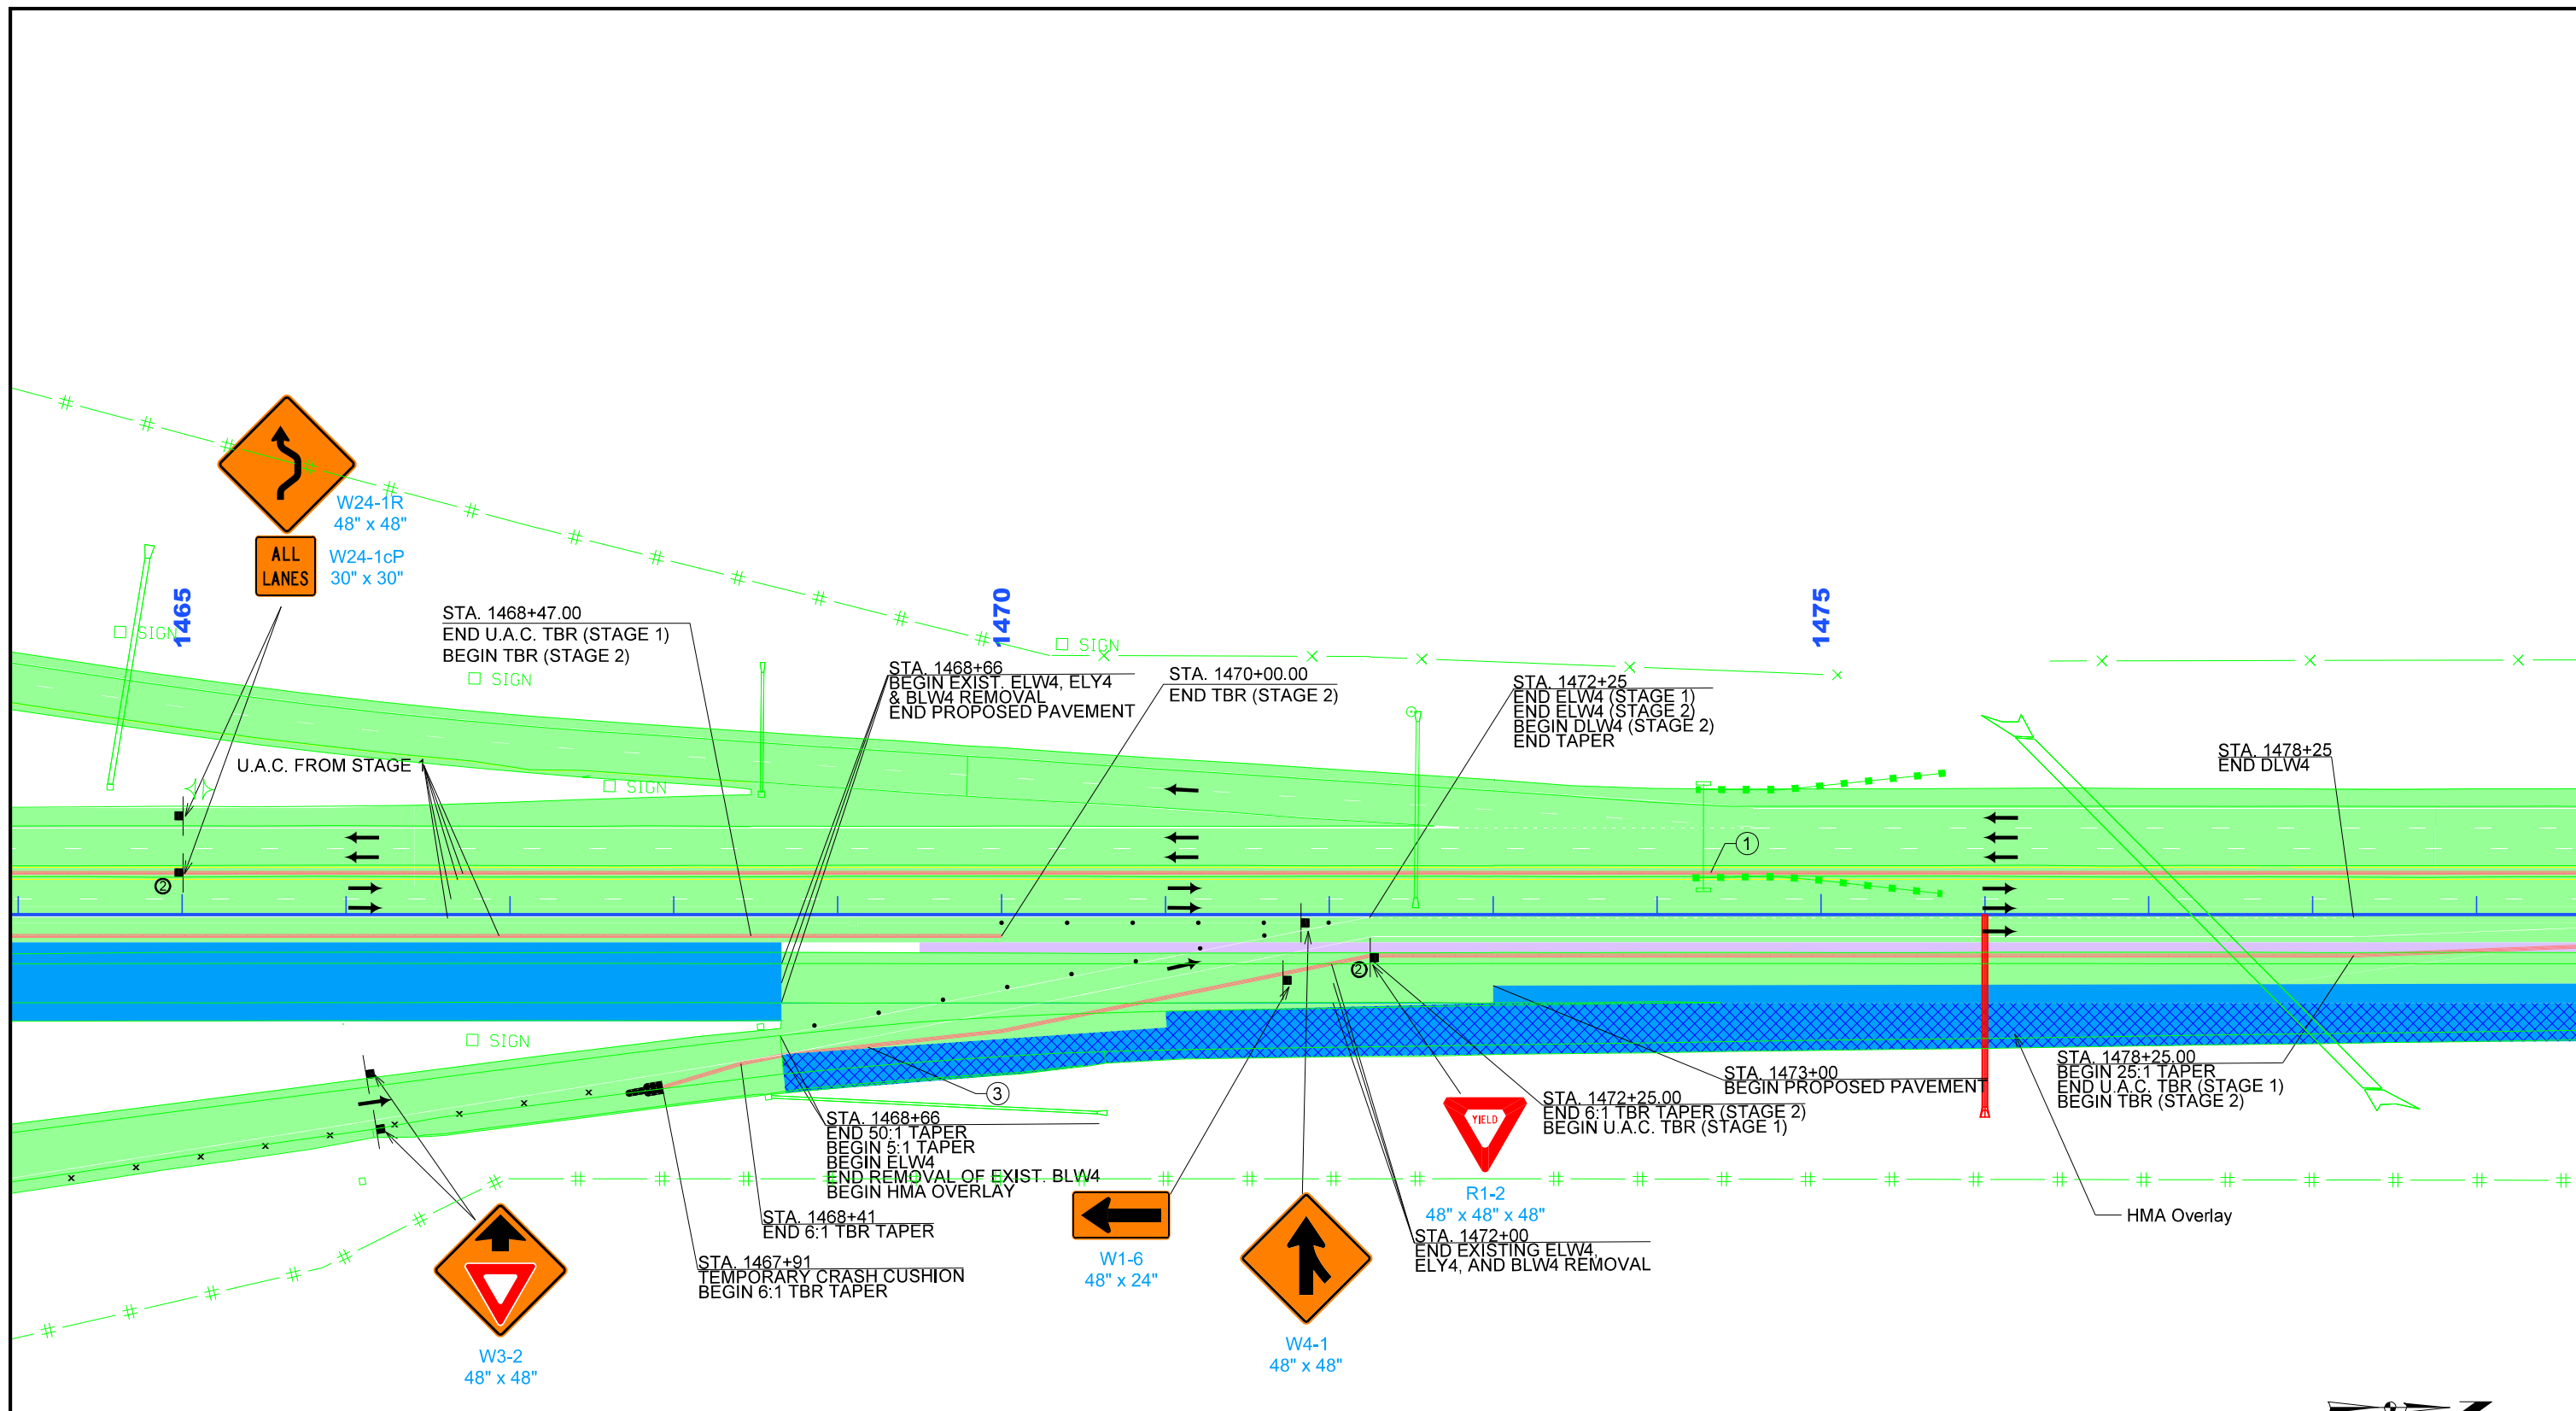 W24-1R
48" x 48"
ALL
LANES
W24-1cP
30" x 30"
1465
1470
1475
SIGN
SIGN
SIGN
SIGN
SIGN
STA. 1468+47.00
END U.A.C. TBR (STAGE 1)
BEGIN TBR (STAGE 2)
STA. 1468+66
BEGIN EXIST. ELW4, ELY4
& BLW4 REMOVAL
END PROPOSED PAVEMENT
STA. 1470+00.00
END TBR (STAGE 2)
STA. 1472+25
END ELW4 (STAGE 1)
END ELW4 (STAGE 2)
BEGIN DLW4 (STAGE 2)
END TAPER
STA. 1478+25
END DLW4
U.A.C. FROM STAGE 1
1
2
2
3
STA. 1468+66
END 50:1 TAPER
BEGIN 5:1 TAPER
BEGIN ELW4
END REMOVAL OF EXIST. BLW4
BEGIN HMA OVERLAY
STA. 1468+41
END 6:1 TBR TAPER
STA. 1467+91
TEMPORARY CRASH CUSHION
BEGIN 6:1 TBR TAPER
W3-2
48" x 48"
W1-6
48" x 24"
W4-1
48" x 48"
YIELD
R1-2
48" x 48" x 48"
STA. 1472+00
END EXISTING ELW4,
ELY4, AND BLW4 REMOVAL
STA. 1472+25.00
END 6:1 TBR TAPER (STAGE 2)
BEGIN U.A.C. TBR (STAGE 1)
STA. 1473+00
BEGIN PROPOSED PAVEMENT
STA. 1478+25.00
BEGIN 25:1 TAPER
END U.A.C. TBR (STAGE 1)
BEGIN TBR (STAGE 2)
HMA Overlay